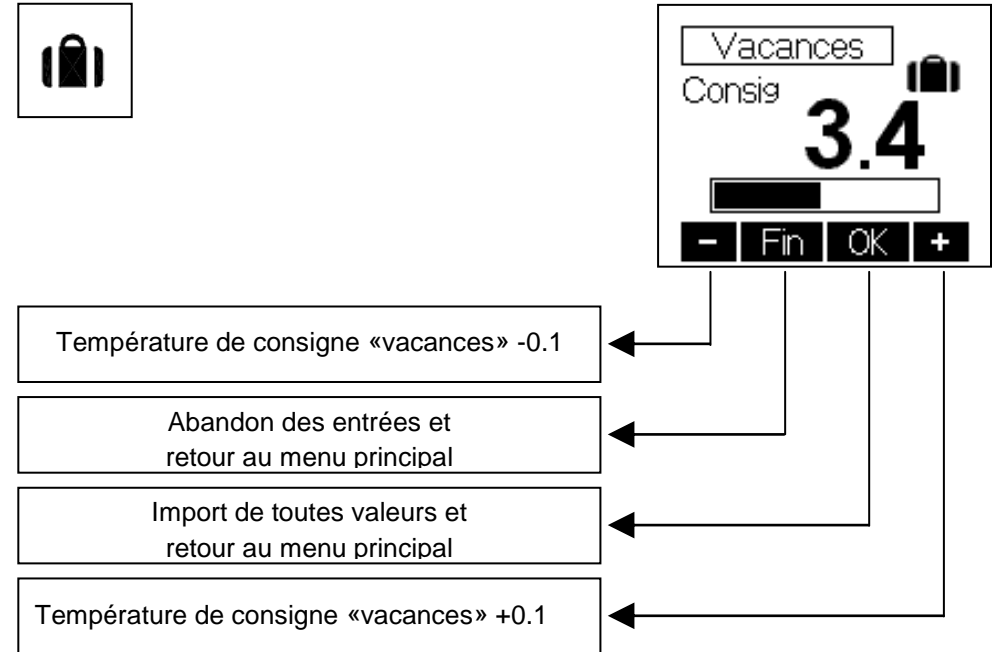 Vacances
Consig
3.4
- Fin OK +
Température de consigne «vacances» -0.1
Abandon des entrées et
retour au menu principal
Import de toutes valeurs et
retour au menu principal
Température de consigne «vacances» +0.1